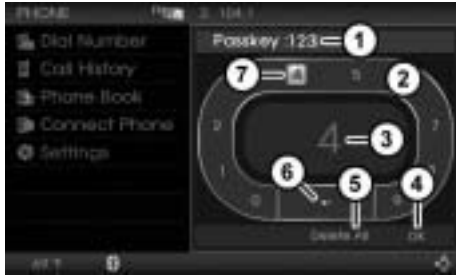 PHONE
Dial Number
Call History
Phone Book
Connect Phone
Settings
Passkey :123
1
7
2
4
3
6
5
4
2
7
1
0
Delete All
OK